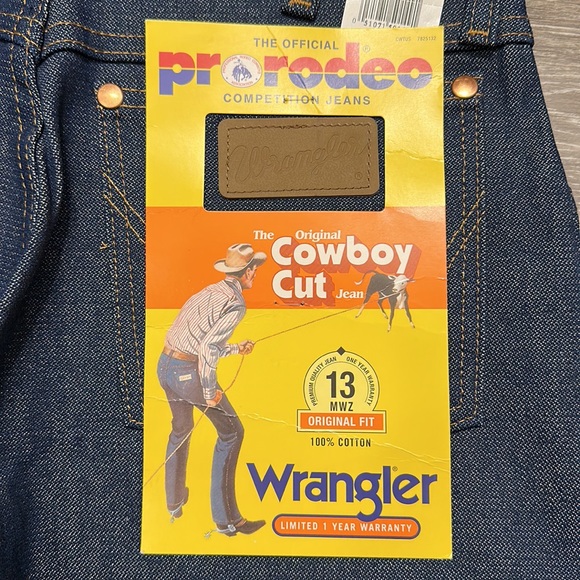 THE OFFICIAL
prorodeo®
COMPETITION JEANS
Wrangler®
The Original
Cowboy
Cut Jean
PREMIUM QUALITY JEAN ◆ ONE YEAR WARRANTY
13
MWZ
ORIGINAL FIT
100% COTTON
Wrangler®
LIMITED 1 YEAR WARRANTY